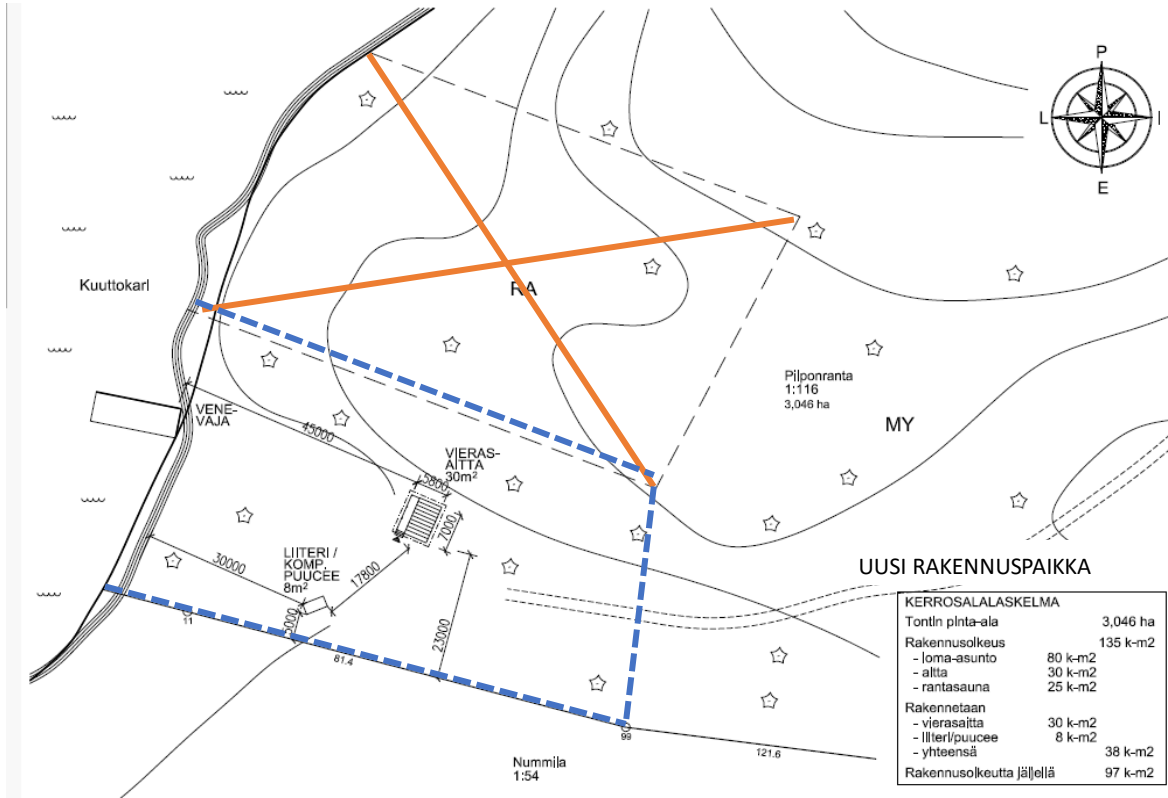 P
L
E
Kuuttokarl
RA
Pilponranta
1:116
3,046 ha
MY
VENE-
VAJA
45000
VIERAS-
AITTA
30m²
5800
7000
30000
LIITERI /
KOMP.
PUUCEE
8m²
17800
5000
23000
11
81.4
99
121.6
Nummila
1:54
UUSI RAKENNUSPAIKKA
KERROSALALASKELMA
Tontin pinta-ala 3,046 ha
Rakennusoikeus 135 k-m2
- loma-asunto 80 k-m2
- aitta 30 k-m2
- rantasauna 25 k-m2
Rakennetaan
- vierasaitta 30 k-m2
- liiteri/puucee 8 k-m2
- yhteensä 38 k-m2
Rakennusoikeutta jäljellä 97 k-m2